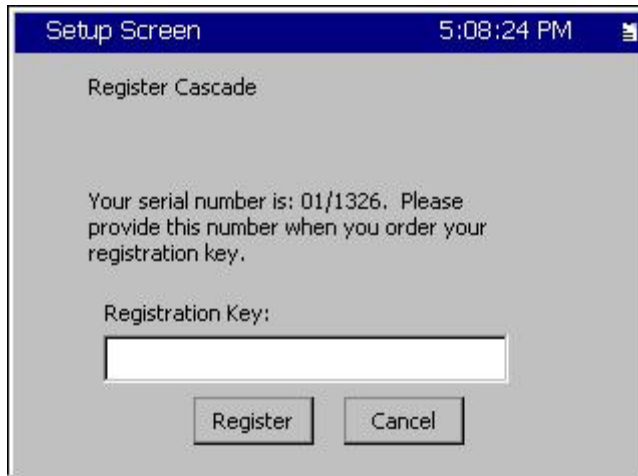 Setup Screen 5:08:24 PM
Register Cascade
Your serial number is: 01/1326. Please
provide this number when you order your
registration key.
Registration Key:
Register Cancel